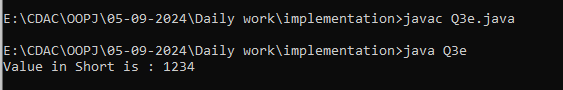 E:\CDAC\OOPJ\05-09-2024\Daily work\implementation>javac Q3e.java
E:\CDAC\OOPJ\05-09-2024\Daily work\implementation>java Q3e
Value in Short is : 1234